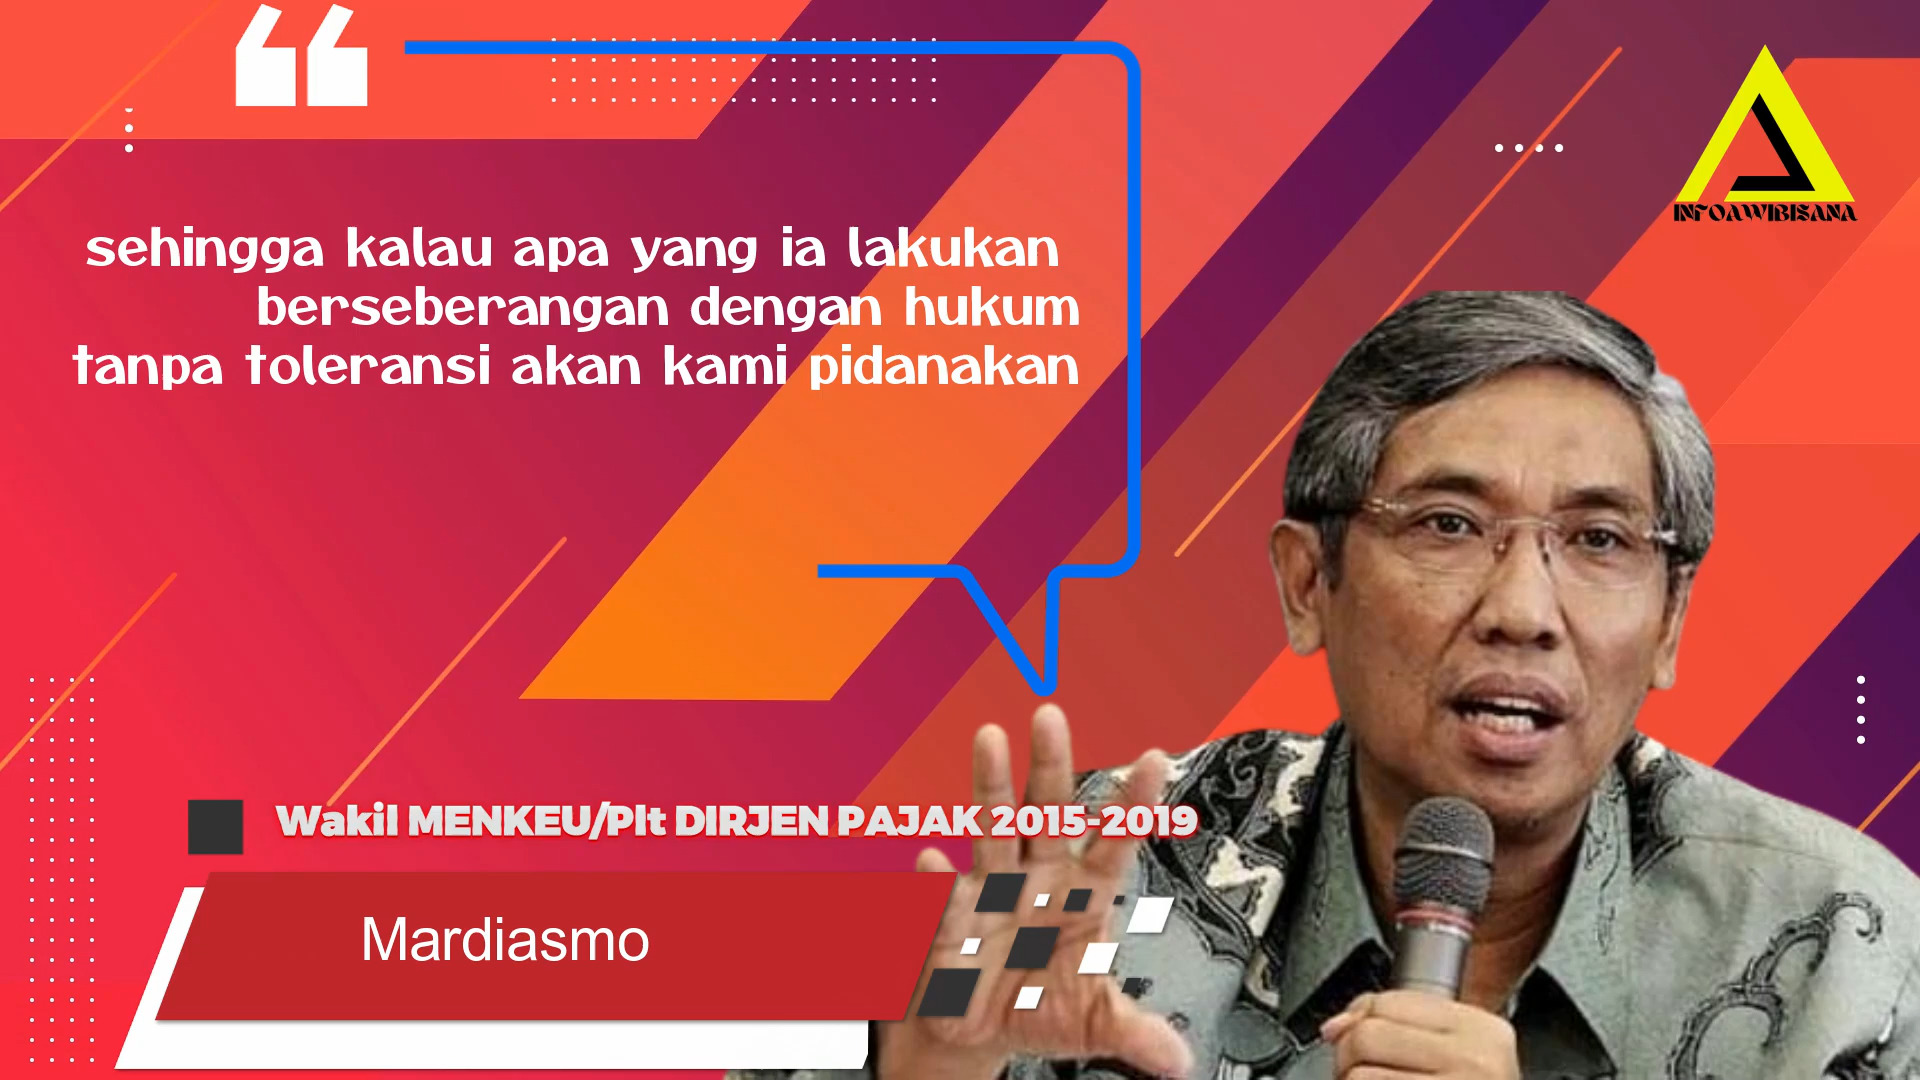 INFOAWIBISANA
sehingga kalau apa yang ia lakukan
berseberangan dengan hukum
tanpa toleransi akan kami pidanakan
Wakil MENKEU/Plt DIRJEN PAJAK 2015-2019
Mardiasmo